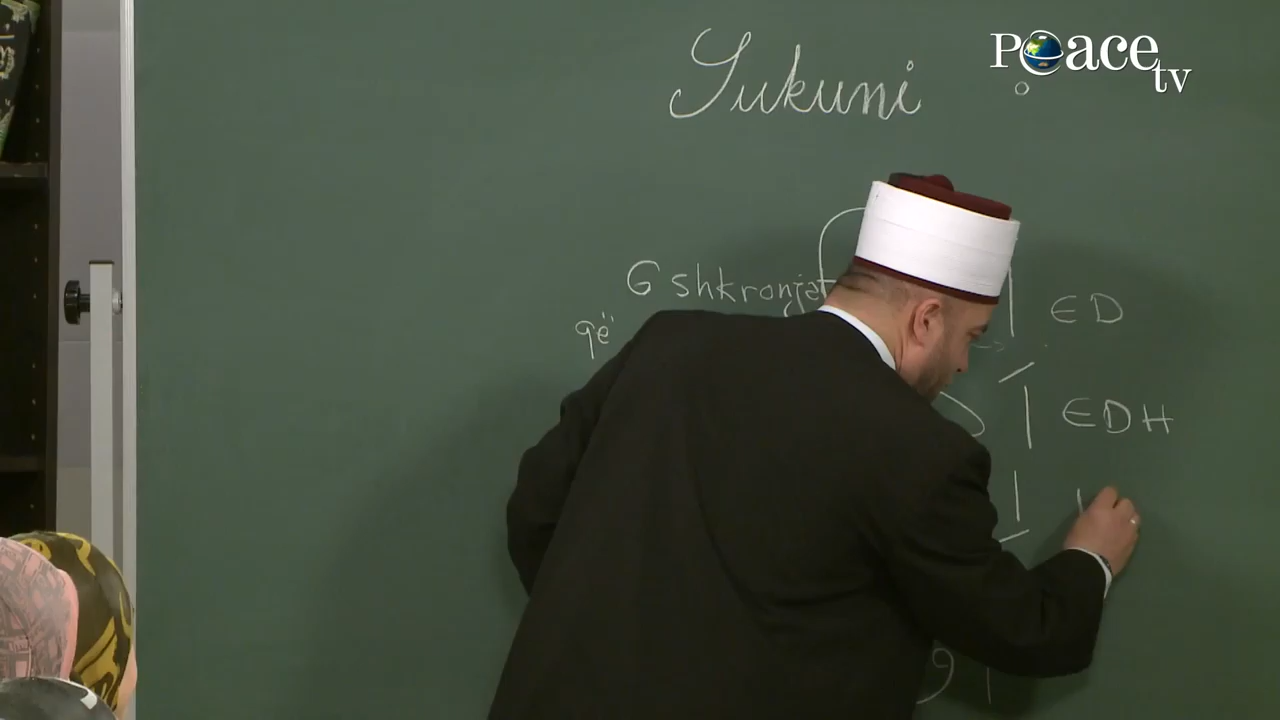 Peace tv
Sukuni
6 shkronjat
që
ED
EDH